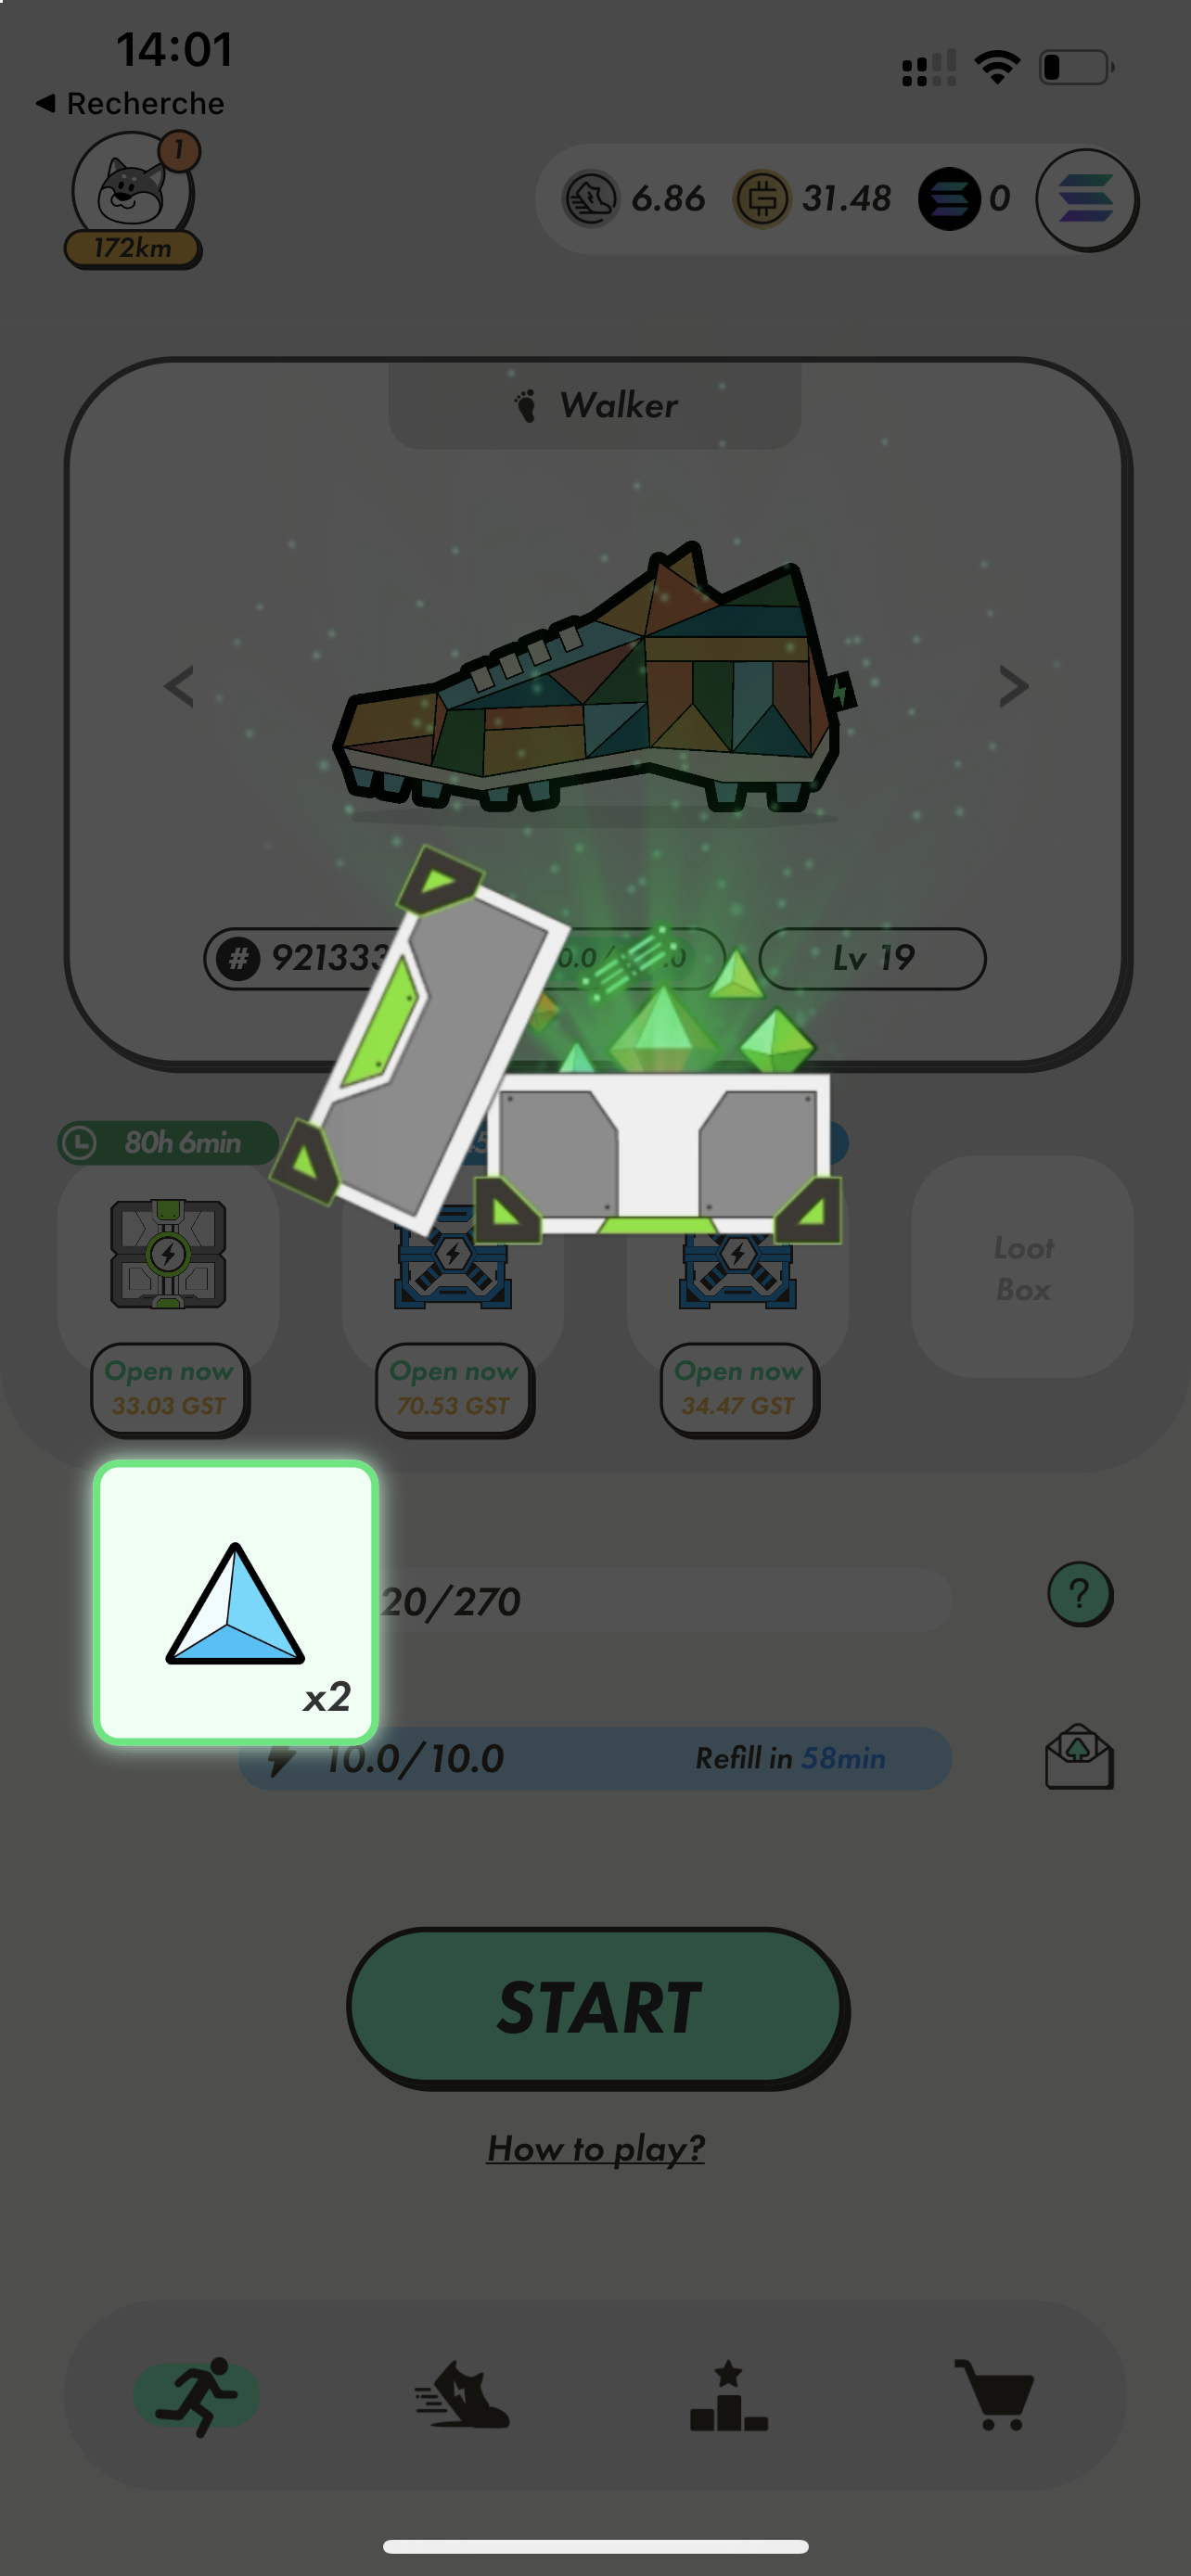 14:01
Recherche
1
172km
6.86
31.48
0
Walker
# 921333
Lv 19
80h 6min
Loot
Box
Open now
33.03 GST
Open now
70.53 GST
Open now
34.47 GST
20/270
?
x2
10.0/10.0
Refill in 58min
START
How to play?